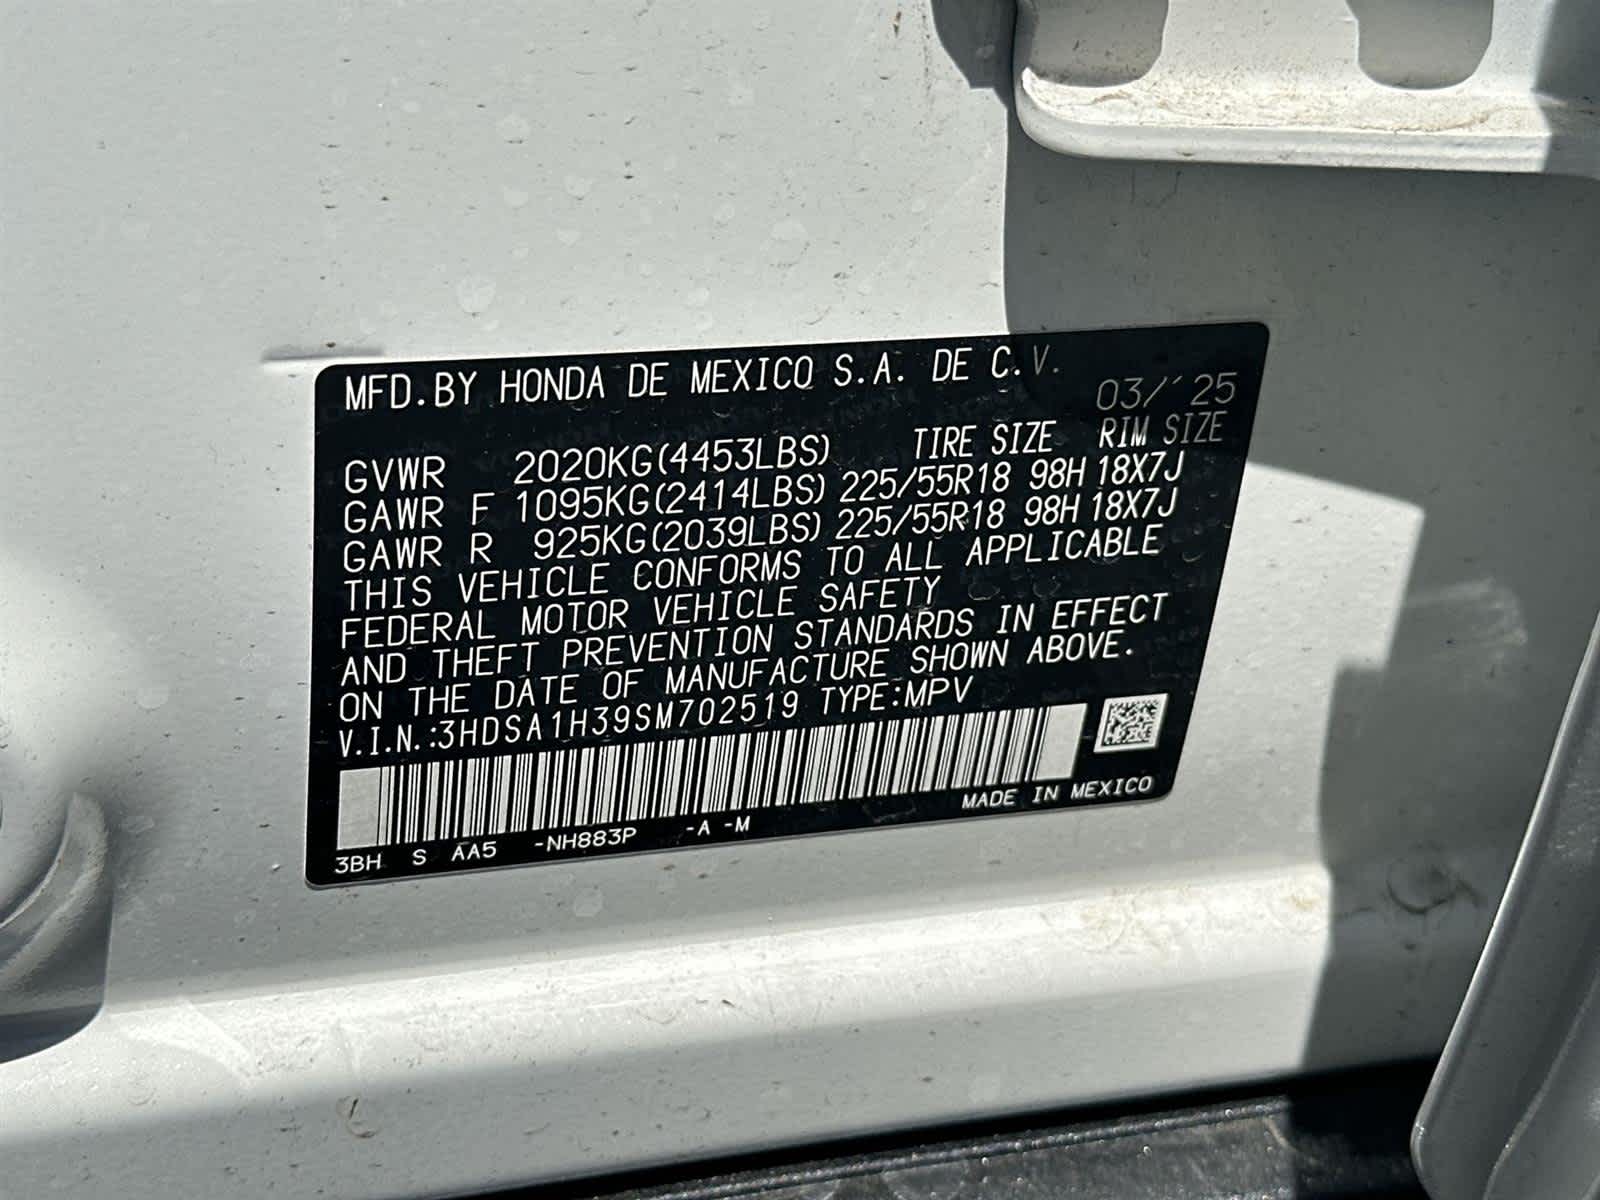 MFD.BY HONDA DE MEXICO S.A. DE C.V.
03/'25
TIRE SIZE RIM SIZE
GVWR 2020KG(4453LBS)
GAWR F 1095KG(2414LBS) 225/55R18 98H 18X7J
GAWR R 925KG(2039LBS) 225/55R18 98H 18X7J
THIS VEHICLE CONFORMS TO ALL APPLICABLE
FEDERAL MOTOR VEHICLE SAFETY
AND THEFT PREVENTION STANDARDS IN EFFECT
ON THE DATE OF MANUFACTURE SHOWN ABOVE.
V.I.N.:3HDSA1H39SM702519 TYPE:MPV
MADE IN MEXICO
3BH S AA5 -NH883P -A -M